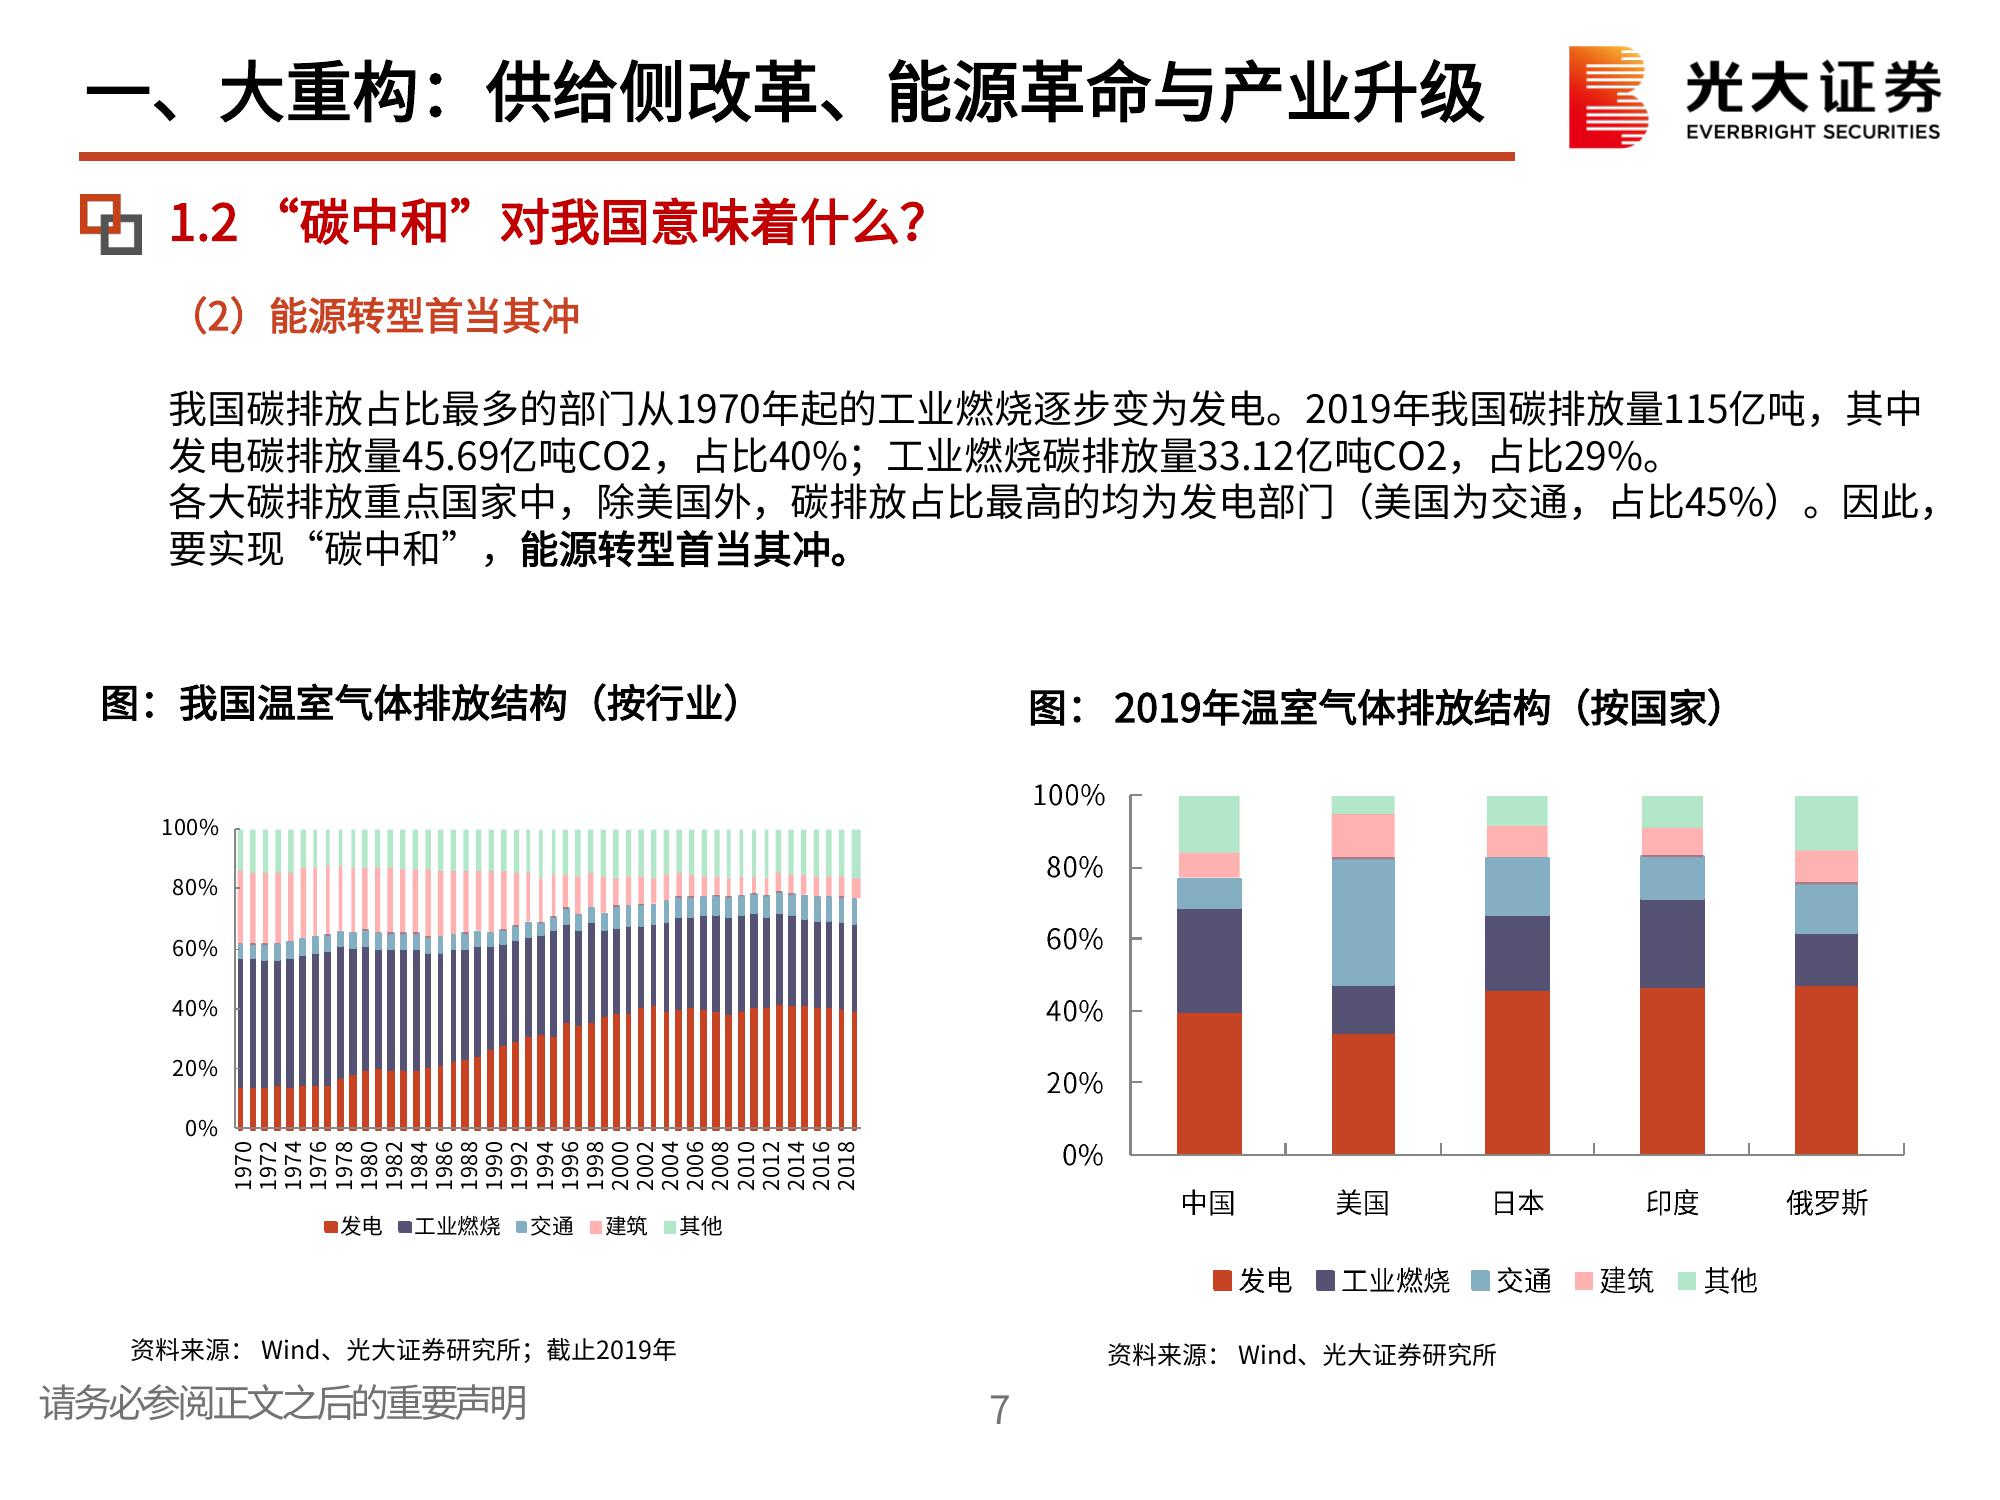 一、大重构：供给侧改革、能源革命与产业升级
光大证券
EVERBRIGHT SECURITIES
1.2 “碳中和”对我国意味着什么？
（2）能源转型首当其冲
我国碳排放占比最多的部门从1970年起的工业燃烧逐步变为发电。2019年我国碳排放量115亿吨，其中
发电碳排放量45.69亿吨CO2，占比40%；工业燃烧碳排放量33.12亿吨CO2，占比29%。
各大碳排放重点国家中，除美国外，碳排放占比最高的均为发电部门（美国为交通，占比45%）。因此，
要实现“碳中和”，能源转型首当其冲。
图：我国温室气体排放结构（按行业）
100%
80%
60%
40%
20%
0%
1970 1972 1974 1976 1978 1980 1982 1984 1986 1988 1990 1992 1994 1996 1998 2000 2002 2004 2006 2008 2010 2012 2014 2016 2018
发电 工业燃烧 交通 建筑 其他
资料来源： Wind、光大证券研究所；截止2019年
图： 2019年温室气体排放结构（按国家）
100%
80%
60%
40%
20%
0%
中国 美国 日本 印度 俄罗斯
发电 工业燃烧 交通 建筑 其他
资料来源： Wind、光大证券研究所
请务必参阅正文之后的重要声明
7